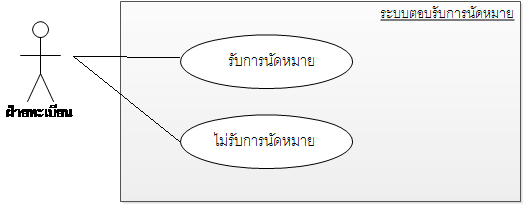 ระบบตอบรับการนัดหมาย
รับการนัดหมาย
ฝ่ายทะเบียน
ไม่รับการนัดหมาย